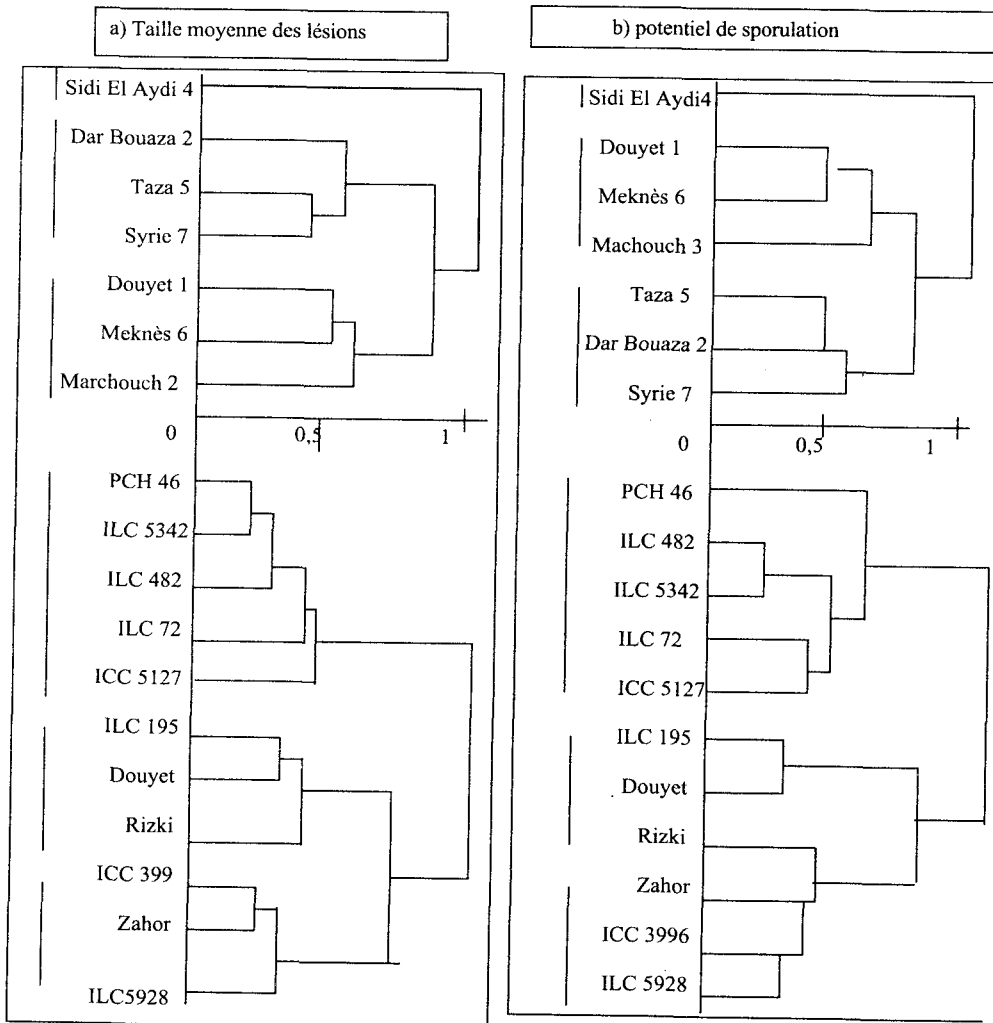 a) Taille moyenne des lésions
Sidi El Aydi 4
Dar Bouaza 2
Taza 5
Syrie 7
Douyet 1
Meknès 6
Marchouch 2
0
0,5
1
PCH 46
ILC 5342
ILC 482
ILC 72
ICC 5127
ILC 195
Douyet
Rizki
ICC 399
Zahor
ILC5928
b) potentiel de sporulation
Sidi El Aydi4
Douyet 1
Meknès 6
Machouch 3
Taza 5
Dar Bouaza 2
Syrie 7
0
0,5
1
PCH 46
ILC 482
ILC 5342
ILC 72
ICC 5127
ILC 195
Douyet
Rizki
Zahor
ICC 3996
ILC 5928